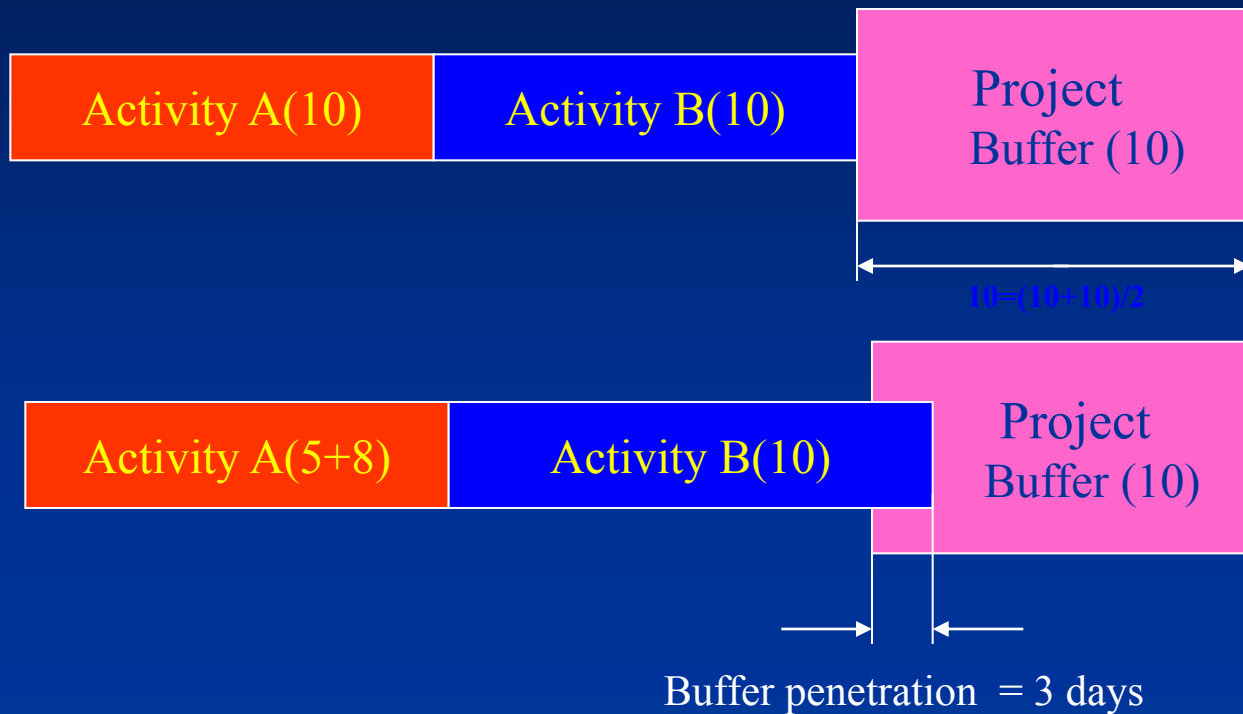 Activity A(10)
Activity B(10)
Project
Buffer (10)
10=(10+10)/2
Activity A(5+8)
Activity B(10)
Project
Buffer (10)
Buffer penetration  = 3 days